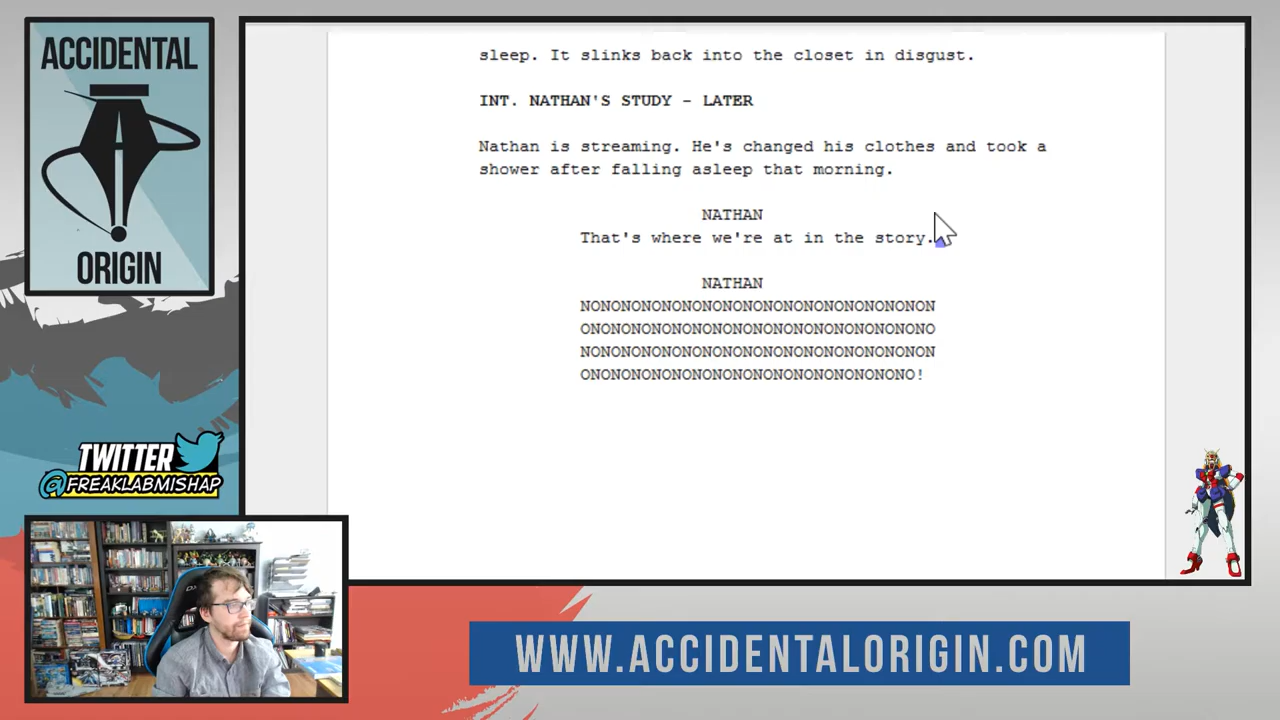 ACCIDENTAL
ORIGIN
sleep. It slinks back into the closet in disgust.
INT. NATHAN'S STUDY - LATER
Nathan is streaming. He's changed his clothes and took a
shower after falling asleep that morning.
NATHAN
That's where we're at in the story.
NATHAN
NONONONONONONONONONONONONONONONONON
ONONONONONONONONONONONONONONONONONO
NONONONONONONONONONONONONONONONONON
ONONONONONONONONONONONONONONONONO!
TWITTER
@FREAKLABMISHAP
WWW.ACCIDENTALORIGIN.COM